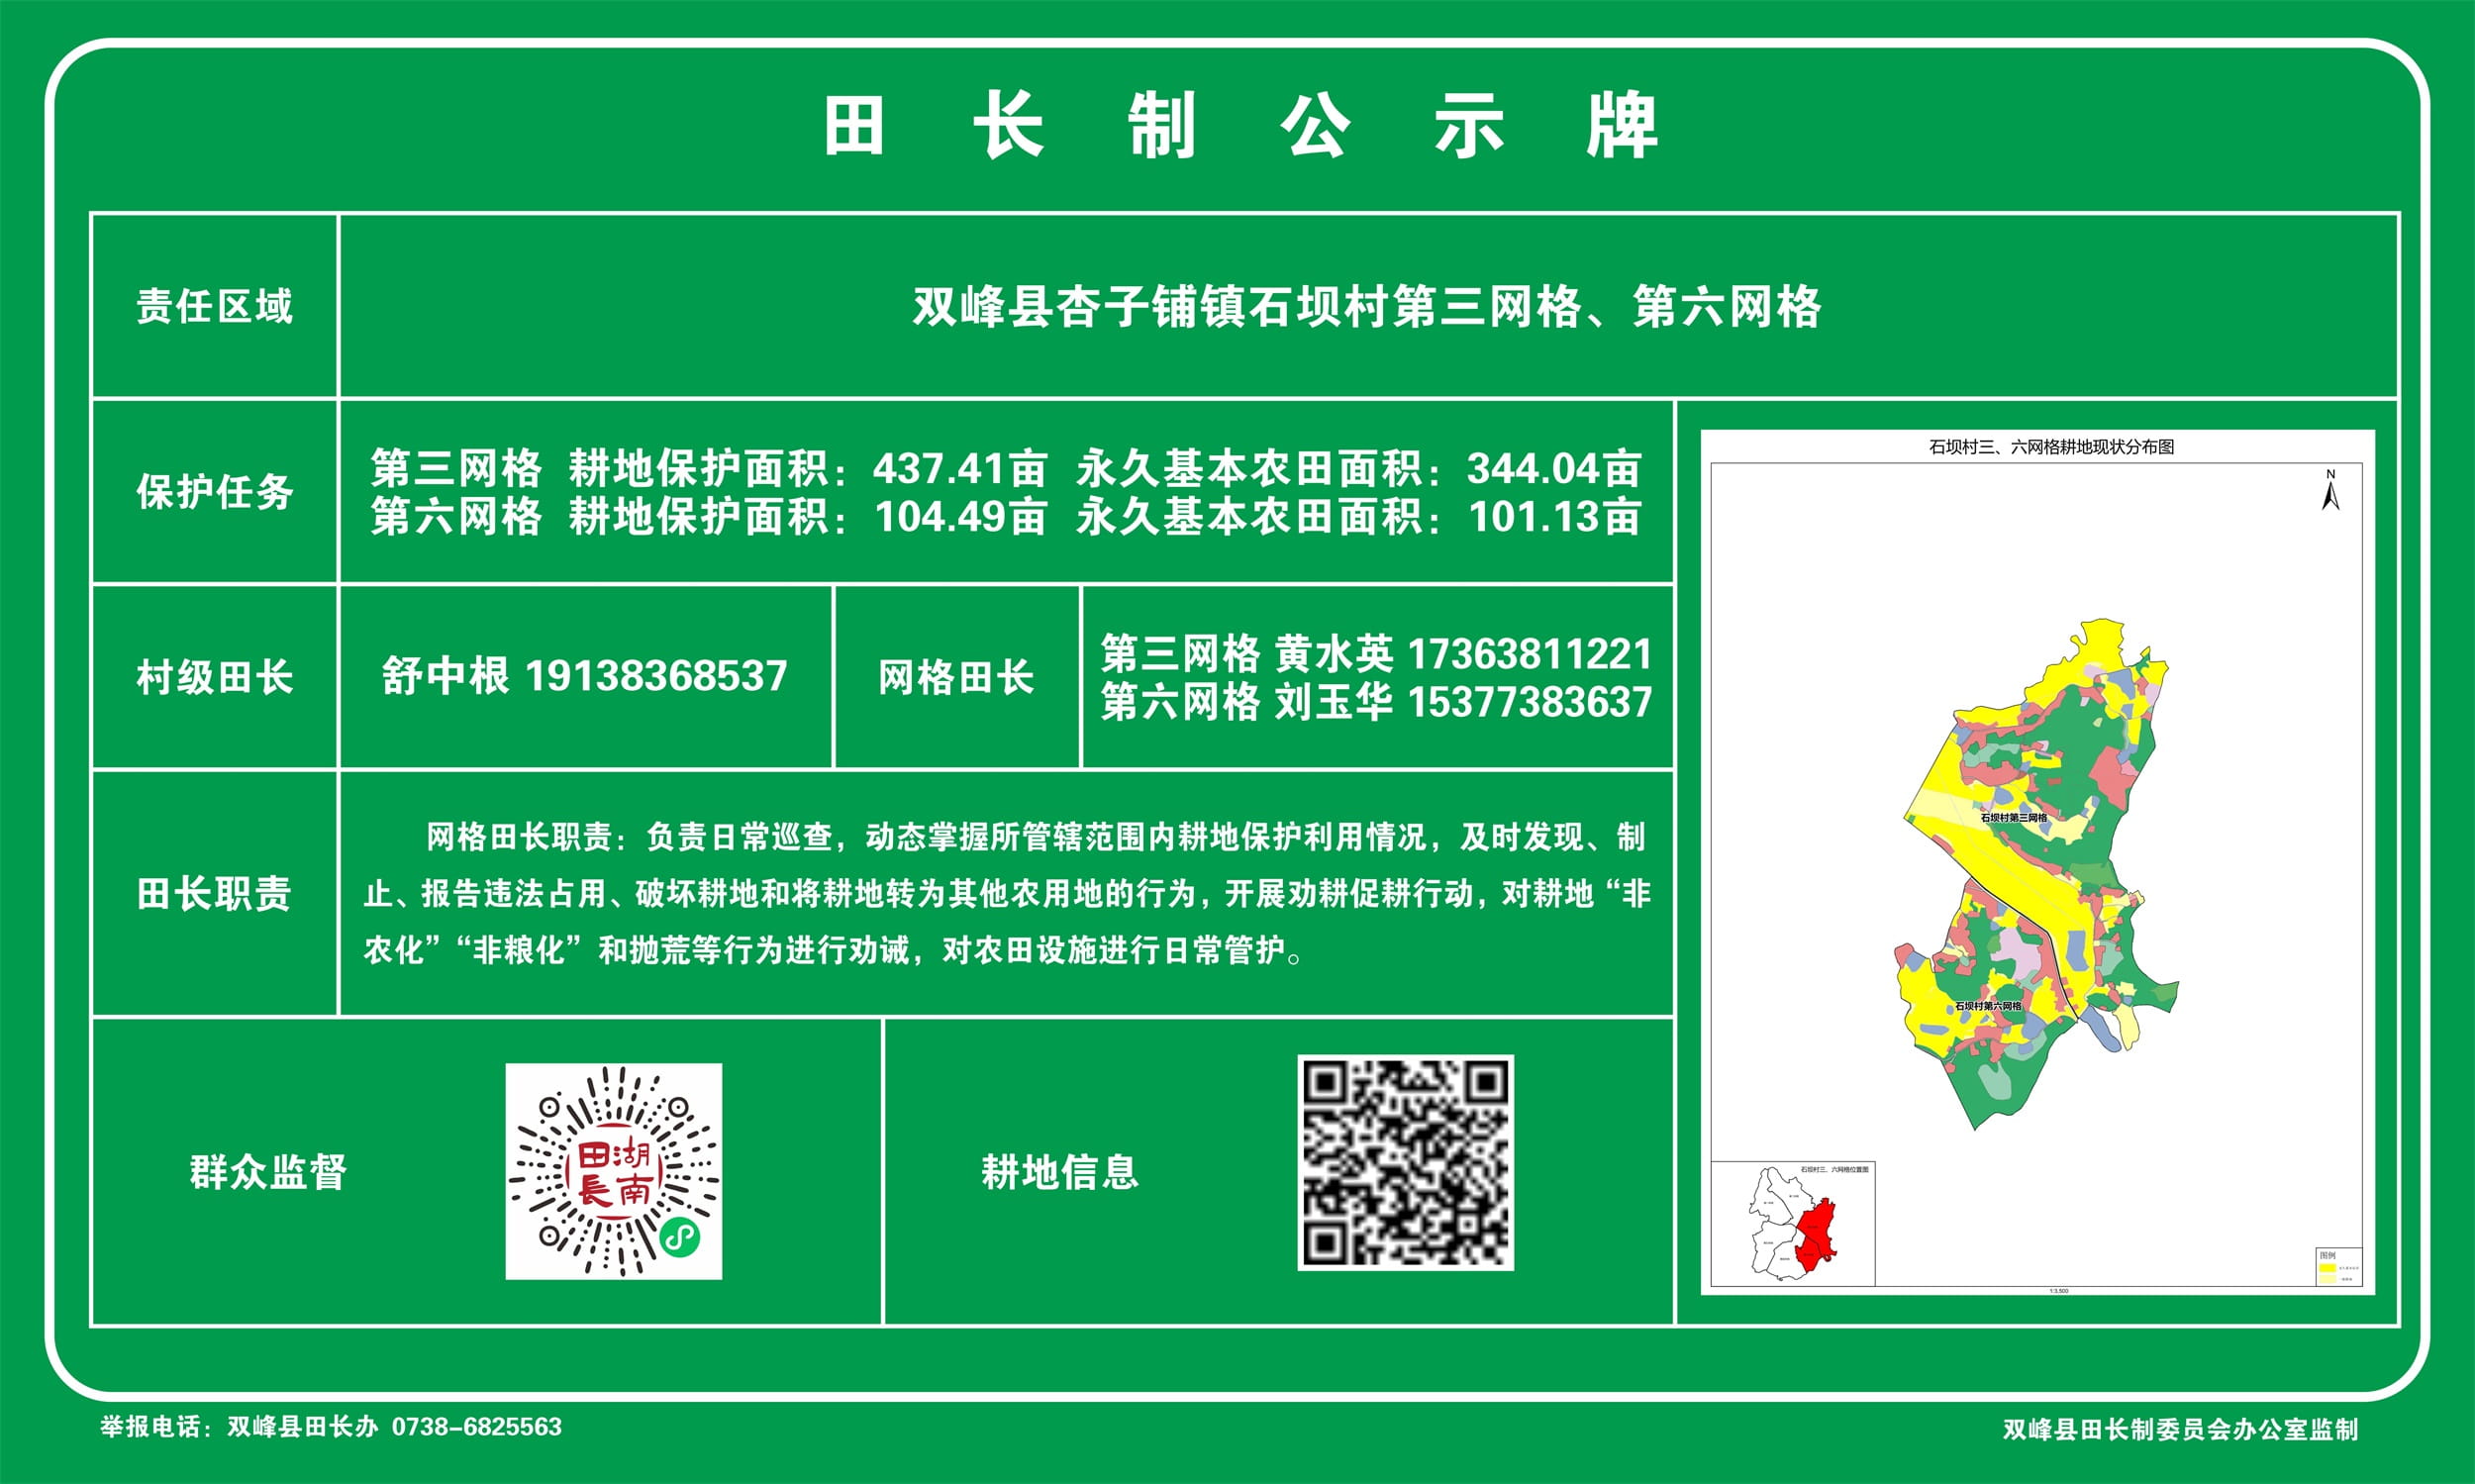 田长制公示牌
责任区域
双峰县杏子铺镇石坝村第三网格、第六网格
保护任务
第三网格 耕地保护面积：437.41亩 永久基本农田面积：344.04亩
第六网格 耕地保护面积：104.49亩 永久基本农田面积：101.13亩
村级田长
舒中根 19138368537
网格田长
第三网格 黄水英 17363811221
第六网格 刘玉华 15377383637
田长职责
网格田长职责：负责日常巡查，动态掌握所管辖范围内耕地保护利用情况，及时发现、制
止、报告违法占用、破坏耕地和将耕地转为其他农用地的行为，开展劝耕促耕行动，对耕地“非
农化”“非粮化”和抛荒等行为进行劝诫，对农田设施进行日常管护。
群众监督
田湖
長南
耕地信息
石坝村三、六网格耕地现状分布图
N
石坝村第三网格
石坝村第六网格
石坝村三、六网格位置图
图例
1:3,500
举报电话：双峰县田长办 0738-6825563
双峰县田长制委员会办公室监制